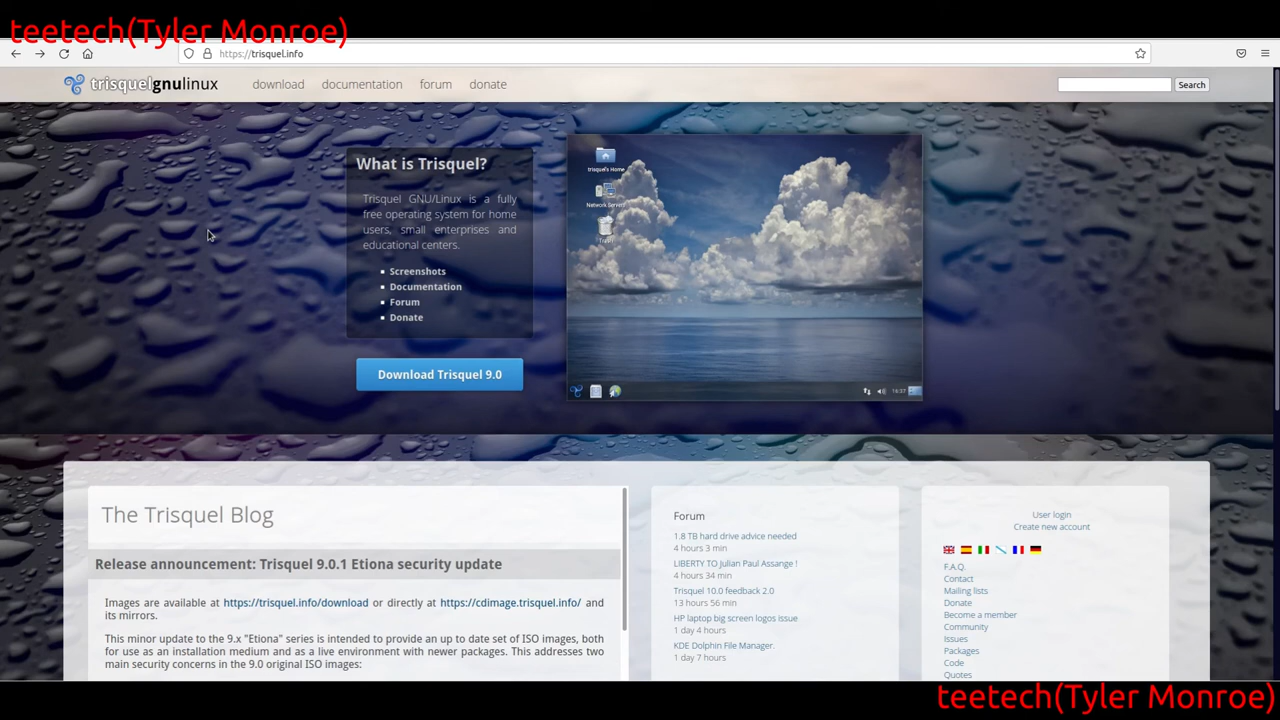 teetech(Tyler Monroe)
https://trisquel.info
trisquelgnulinux
download documentation forum donate
Search
What is Trisquel?
Trisquel GNU/Linux is a fully
free operating system for home
users, small enterprises and
educational centers.
Screenshots
Documentation
Forum
Donate
Download Trisquel 9.0
trisquel's Home
Network Servers
Trash
16:37
The Trisquel Blog
Release announcement: Trisquel 9.0.1 Etiona security update
Images are available at https://trisquel.info/download or directly at https://cdimage.trisquel.info/ and
its mirrors.
This minor update to the 9.x "Etiona" series is intended to provide an up to date set of ISO images, both
for use as an installation medium and as a live environment with newer packages. This addresses two
main security concerns in the 9.0 original ISO images:
Forum
1.8 TB hard drive advice needed
4 hours 3 min
LIBERTY TO Julian Paul Assange !
4 hours 34 min
Trisquel 10.0 feedback 2.0
13 hours 56 min
HP laptop big screen logos issue
1 day 4 hours
KDE Dolphin File Manager.
1 day 7 hours
User login
Create new account
F.A.Q.
Contact
Mailing lists
Donate
Become a member
Community
Issues
Packages
Code
Quotes
teetech(Tyler Monroe)